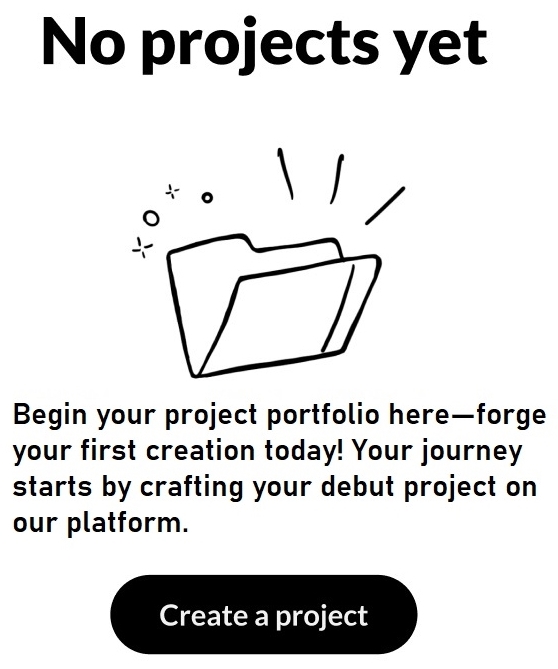 No projects yet
Begin your project portfolio here—forge
your first creation today! Your journey
starts by crafting your debut project on
our platform.
Create a project